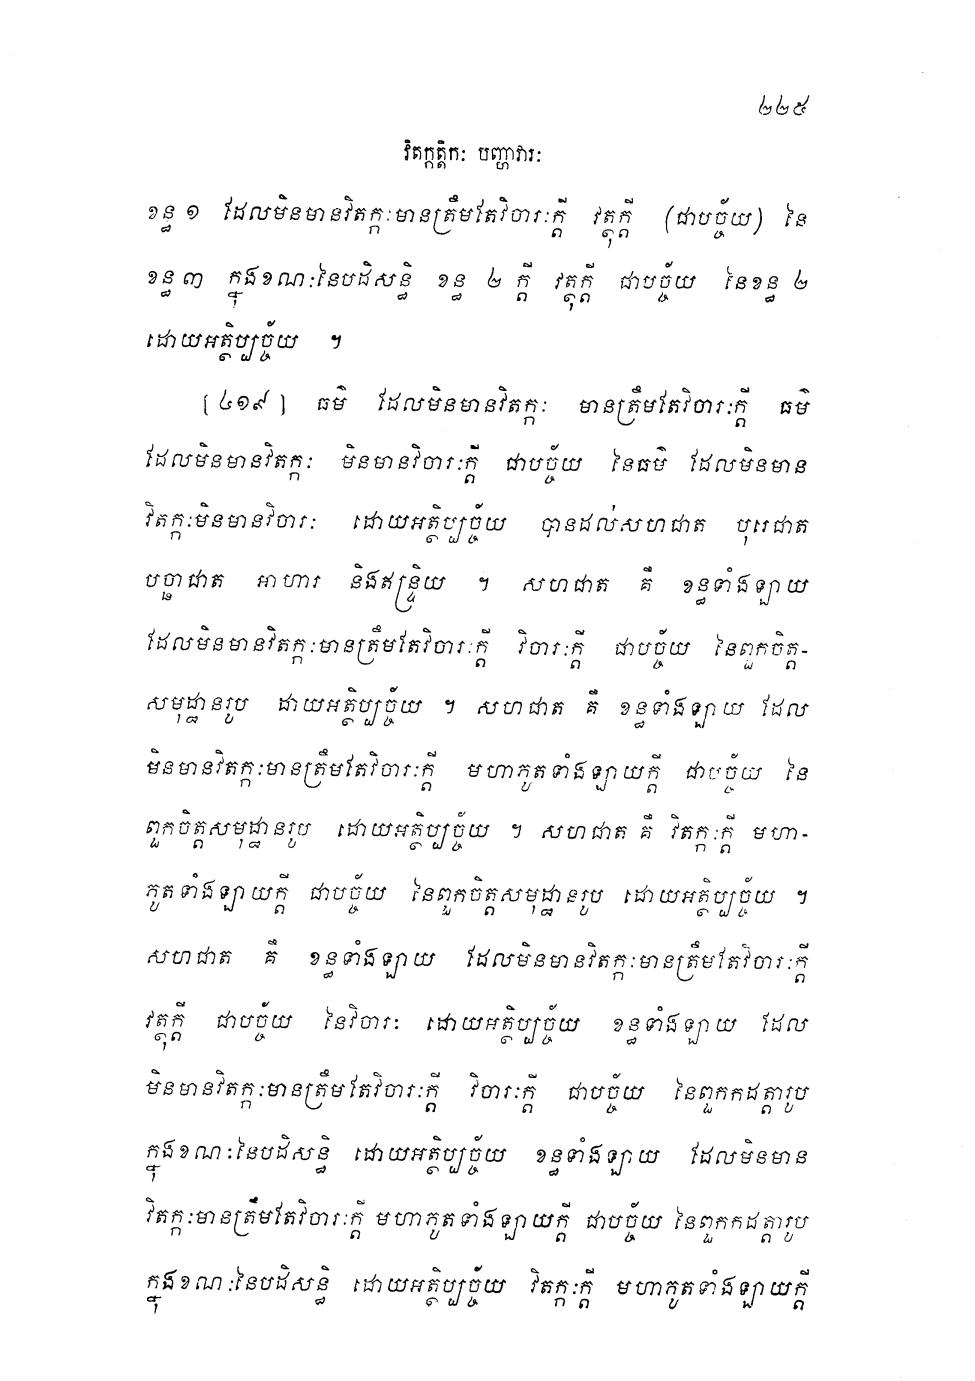 ២២៥
វិតក្កត្តិកៈ បញ្ហាវារៈ
ខន្ធ ១ ដែលមិនមានវិតក្កៈមានត្រឹមតែវិចារៈក្តី វត្ថុក្តី (ជាបច្ច័យ) នៃ
ខន្ធ ៣ ក្នុងខណៈនៃបដិសន្ធិ ខន្ធ ២ ក្តី វត្ថុក្តី ជាបច្ច័យ នៃខន្ធ ២
ដោយអត្ថិប្បច្ច័យ ។
[៤១៩] ធម៌ ដែលមិនមានវិតក្កៈ មានត្រឹមតែវិចារៈក្តី ធម៌
ដែលមិនមានវិតក្កៈ មិនមានវិចារៈក្តី ជាបច្ច័យ នៃធម៌ ដែលមិនមាន
វិតក្កៈមិនមានវិចារៈ ដោយអត្ថិប្បច្ច័យ បានដល់សហជាត បុរេជាត
បច្ឆាជាត អាហារ និងឥន្ទ្រិយ ។ សហជាត គឺ ខន្ធទាំងឡាយ
ដែលមិនមានវិតក្កៈមានត្រឹមតែវិចារៈក្តី វិចារៈក្តី ជាបច្ច័យ នៃពួកចិត្ត-
សមុដ្ឋានរូប ដាយអត្ថិប្បច្ច័យ ។ សហជាត គឺ ខន្ធទាំងឡាយ ដែល
មិនមានវិតក្កៈមានត្រឹមតែវិចារៈក្តី មហាភូតទាំងឡាយក្តី ជាបច្ច័យ នៃ
ពួកចិត្តសមុដ្ឋានរូប ដោយអត្ថិប្បច្ច័យ ។ សហជាត គឺ វិតក្កៈក្តី មហា-
ភូតទាំងឡាយក្តី ជាបច្ច័យ នៃពួកចិត្តសមុដ្ឋានរូប ដោយអត្ថិប្បច្ច័យ ។
សហជាត គឺ ខន្ធទាំងឡាយ ដែលមិនមានវិតក្កៈមានត្រឹមតែវិចារៈក្តី
វត្ថុក្តី ជាបច្ច័យ នៃវិចារៈ ដោយអត្ថិប្បច្ច័យ ខន្ធទាំងឡាយ ដែល
មិនមានវិតក្កៈមានត្រឹមតែវិចារៈក្តី វិចារៈក្តី ជាបច្ច័យ នៃពួកកដត្តារូប
ក្នុងខណៈនៃបដិសន្ធិ ដោយអត្ថិប្បច្ច័យ ខន្ធទាំងឡាយ ដែលមិនមាន
វិតក្កៈមានត្រឹមតែវិចារៈក្តី មហាភូតទាំងឡាយក្តី ជាបច្ច័យ នៃពួកកដត្តារូប
ក្នុងខណៈនៃបដិសន្ធិ ដោយអត្ថិប្បច្ច័យ វិតក្កៈក្តី មហាភូតទាំងឡាយក្តី